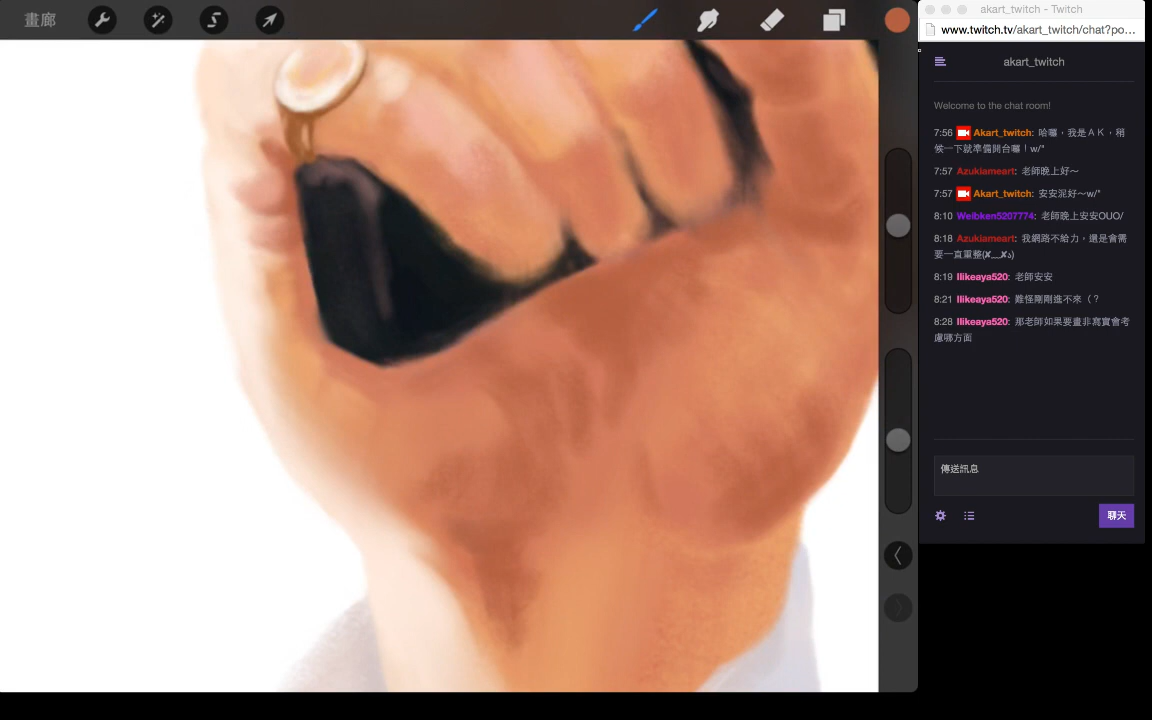 畫廊
akart_twitch - Twitch
www.twitch.tv/akart_twitch/chat?po...
akart_twitch
Welcome to the chat room!
7:56 Akart_twitch: 哈囉，我是ＡＫ，稍
候一下就準備開台囉！w/"
7:57 Azukiameart: 老師晚上好～
7:57 Akart_twitch: 安安泥好～w/"
8:10 Weibken5207774: 老師晚上安安OUO/
8:18 Azukiameart: 我網路不給力，還是會需
要一直重整(✘﹏✘ა)
8:19 Ilikeaya520: 老師安安
8:21 Ilikeaya520: 難怪剛剛進不來（？
8:28 Ilikeaya520: 那老師如果要畫非寫實會考
慮哪方面
傳送訊息
聊天